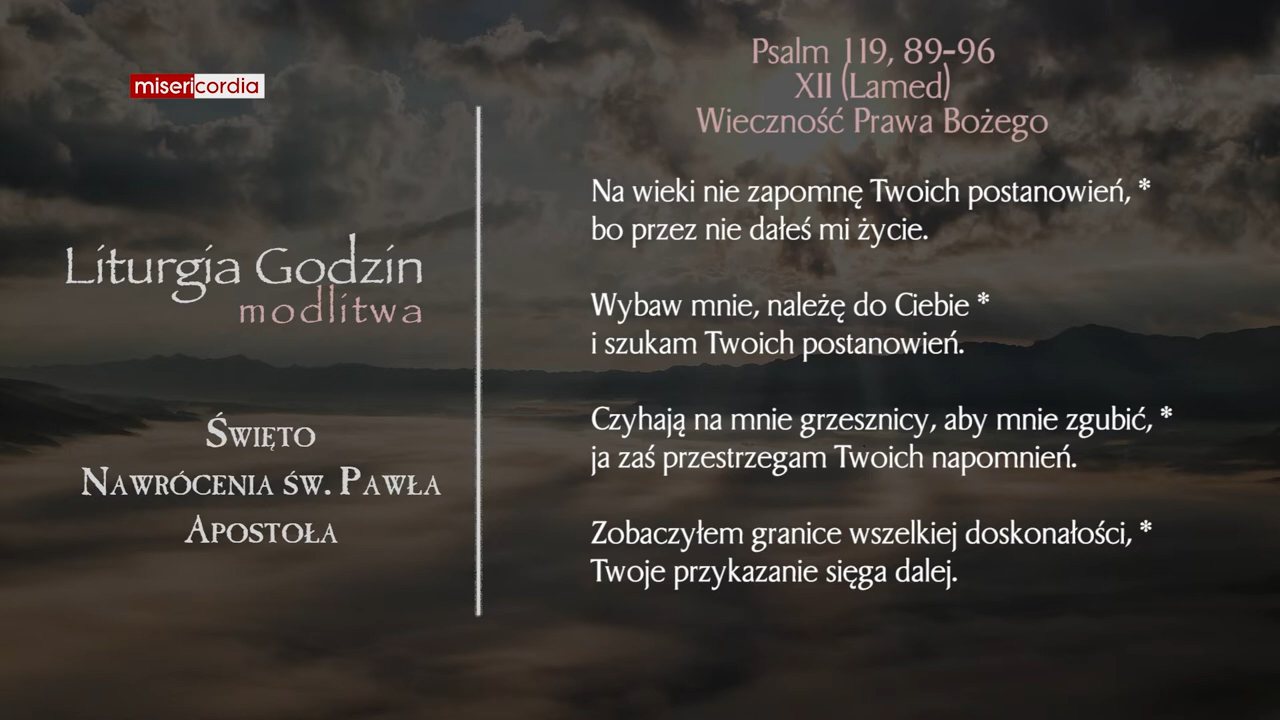 misericordia
Liturgia Godzin
modlitwa
Święto
Nawrócenia św. Pawła
Apostoła
Psalm 119, 89-96
XII (Lamed)
Wieczność Prawa Bożego
Na wieki nie zapomnę Twoich postanowień, *
bo przez nie dałeś mi życie.
Wybaw mnie, należę do Ciebie *
i szukam Twoich postanowień.
Czyhają na mnie grzesznicy, aby mnie zgubić, *
ja zaś przestrzegam Twoich napomnień.
Zobaczyłem granice wszelkiej doskonałości, *
Twoje przykazanie sięga dalej.